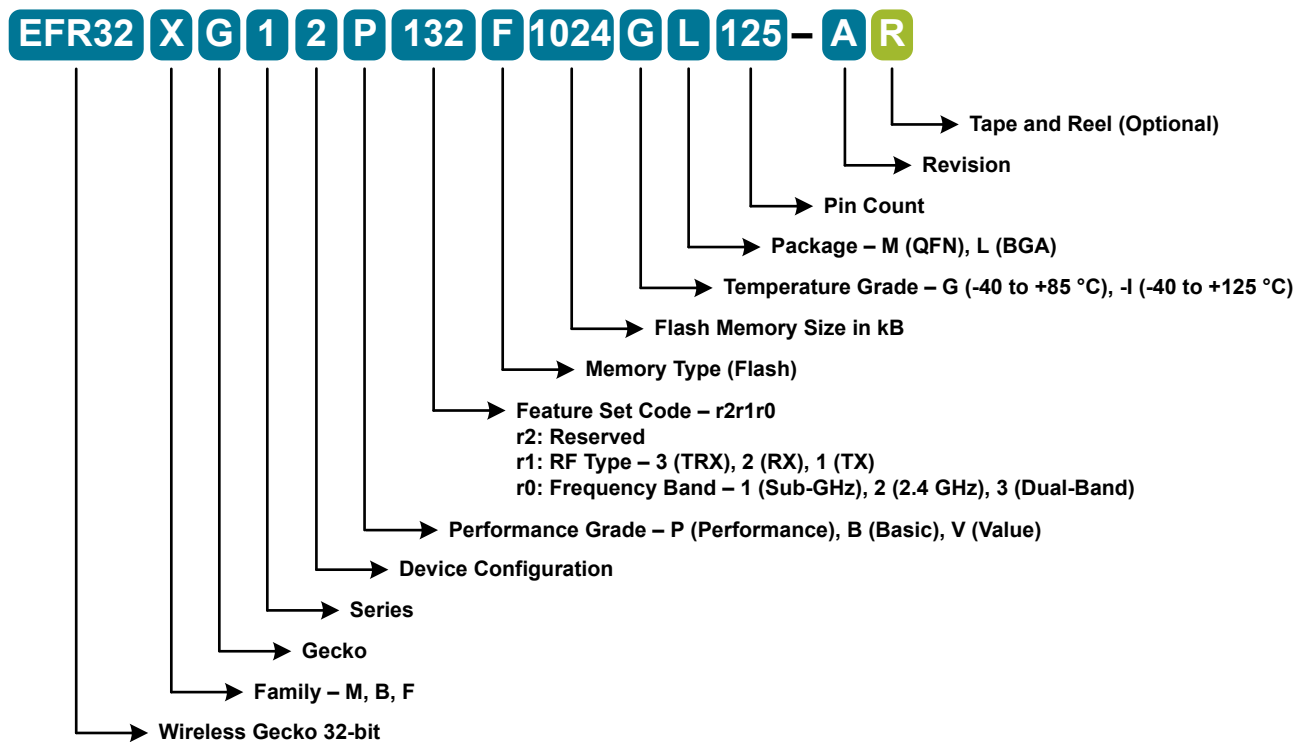 EFR32 X G 1 2 P 132 F 1024 G L 125 – A R
Tape and Reel (Optional)
Revision
Pin Count
Package – M (QFN), L (BGA)
Temperature Grade – G (-40 to +85 °C), -I (-40 to +125 °C)
Flash Memory Size in kB
Memory Type (Flash)
Feature Set Code – r2r1r0
r2: Reserved
r1: RF Type – 3 (TRX), 2 (RX), 1 (TX)
r0: Frequency Band – 1 (Sub-GHz), 2 (2.4 GHz), 3 (Dual-Band)
Performance Grade – P (Performance), B (Basic), V (Value)
Device Configuration
Series
Gecko
Family – M, B, F
Wireless Gecko 32-bit